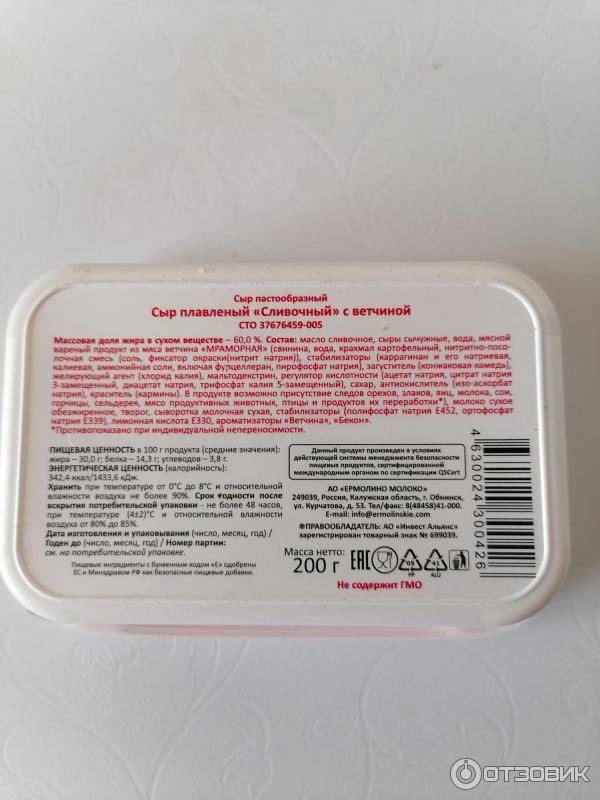 Сыр пастообразный
Сыр плавленый «Сливочный» с ветчиной
СТО 37676459-005
Массовая доля жира в сухом веществе – 60,0 %. Состав: масло сливочное, сыры сычужные, вода, мясной
вареный продукт из мяса ветчина «МРАМОРНАЯ» (свинина, вода, крахмал картофельный, нитритно-посо-
лочная смесь (соль, фиксатор окраски(нитрит натрия)), стабилизаторы (каррагинан и его натриевая,
калиевая, аммонийная соли, включая фурцеллеран, пирофосфат натрия), загуститель (конжаковая камедь),
желирующий агент (хлорид калия), мальтодекстрин, регулятор кислотности (ацетат натрия, цитрат натрия
3-замещенный, диацетат натрия, трифосфат калия 5-замещенный), сахар, антиокислитель (изо-аскорбат
натрия), краситель (кармины). В продукте возможно присутствие следов орехов, злаков, яиц, молока, сои,
горчицы, сельдерея, мясо продуктивных животных, птицы и продуктов их переработки*), молоко сухое
обезжиренное, творог, сыворотка молочная сухая, стабилизаторы (полифосфат натрия Е452, ортофосфат
натрия Е339), лимонная кислота Е330, ароматизаторы «Ветчина», «Бекон».
*Противопоказано при индивидуальной непереносимости.
ПИЩЕВАЯ ЦЕННОСТЬ в 100 г продукта (средние значения):
жира – 30,0 г; белка – 14,3 г; углеводов – 3,8 г.
ЭНЕРГЕТИЧЕСКАЯ ЦЕННОСТЬ (калорийность):
342,4 ккал/1433,6 кДж.
Хранить при температуре от 0°С до 8°С и относительной
влажности воздуха не более 90%. Срок годности после
вскрытия потребительской упаковки - не более 48 часов,
при температуре (4±2)°С и относительной влажности
воздуха от 80% до 85%.
Дата изготовления и упаковывания (число, месяц, год)/
Годен до (число, месяц, год) / Номер партии:
см. на потребительской упаковке.
Пищевые ингредиенты с буквенным кодом «Е» одобрены
ЕС и Минздравом РФ как безопасные пищевые добавки.
Данный продукт произведен в условиях
действующей системы менеджмента безопасности
пищевых продуктов, сертифицированной
международным органом по сертификации QSCert
АО «ЕРМОЛИНО МОЛОКО»
249039, Россия, Калужская область, г. Обнинск,
ул. Курчатова, д. 53. Тел./факс: 8(48458)41-000.
E-mail: info@ermolinskie.com
®ПРАВООБЛАДАТЕЛЬ: АО «Инвест Альянс»
зарегистрирован товарный знак № 699039.
Масса нетто:
200 г
EAC
05
PP
41
ALU
Не содержит ГМО
4630024300426
ОТЗОВИК